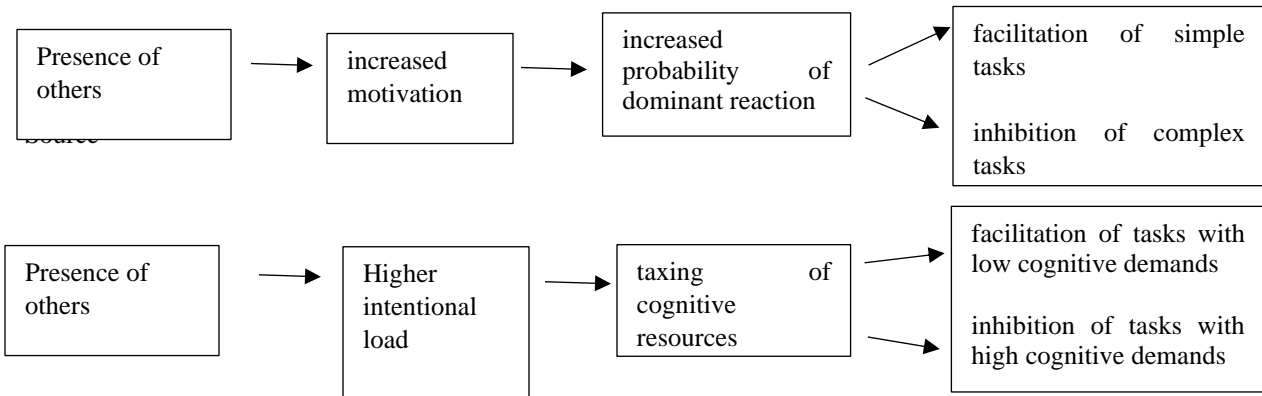 Presence of
others
increased
motivation
increased
probability of
dominant reaction
facilitation of simple
tasks
inhibition of complex
tasks
Presence of
others
Higher
intentional
load
taxing of
cognitive
resources
facilitation of tasks with
low cognitive demands
inhibition of tasks with
high cognitive demands